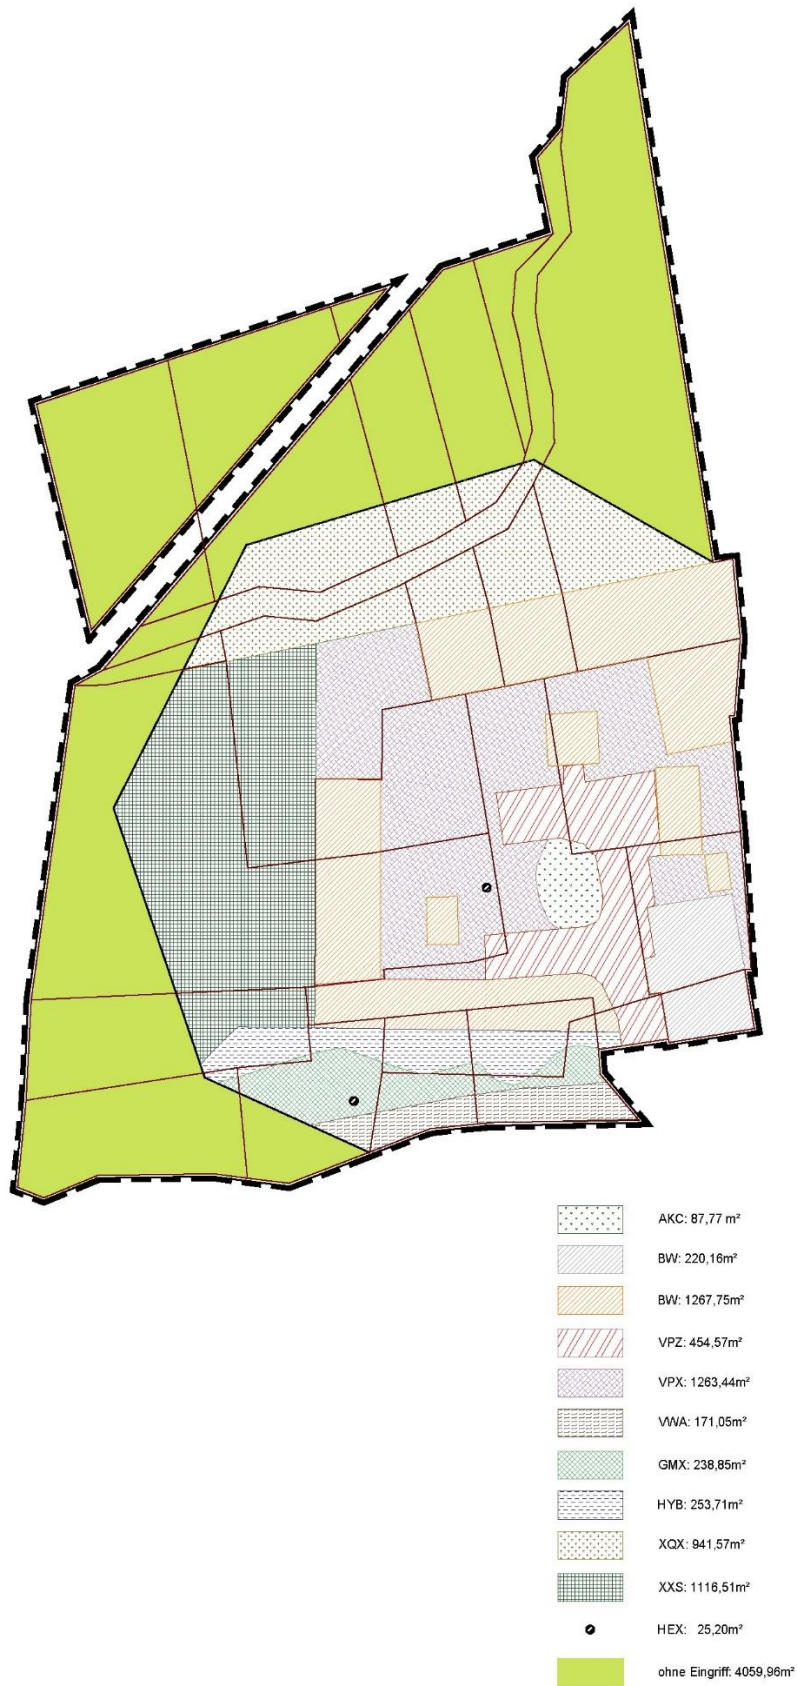 AKC: 87,77 m²
BW: 220,16m²
BW: 1267,75m²
VPZ: 454,57m²
VPX: 1263,44m²
VWA: 171,05m²
GMX: 238,85m²
HYB: 253,71m²
XQX: 941,57m²
XXS: 1116,51m²
HEX: 25,20m²
ohne Eingriff: 4059,96m²